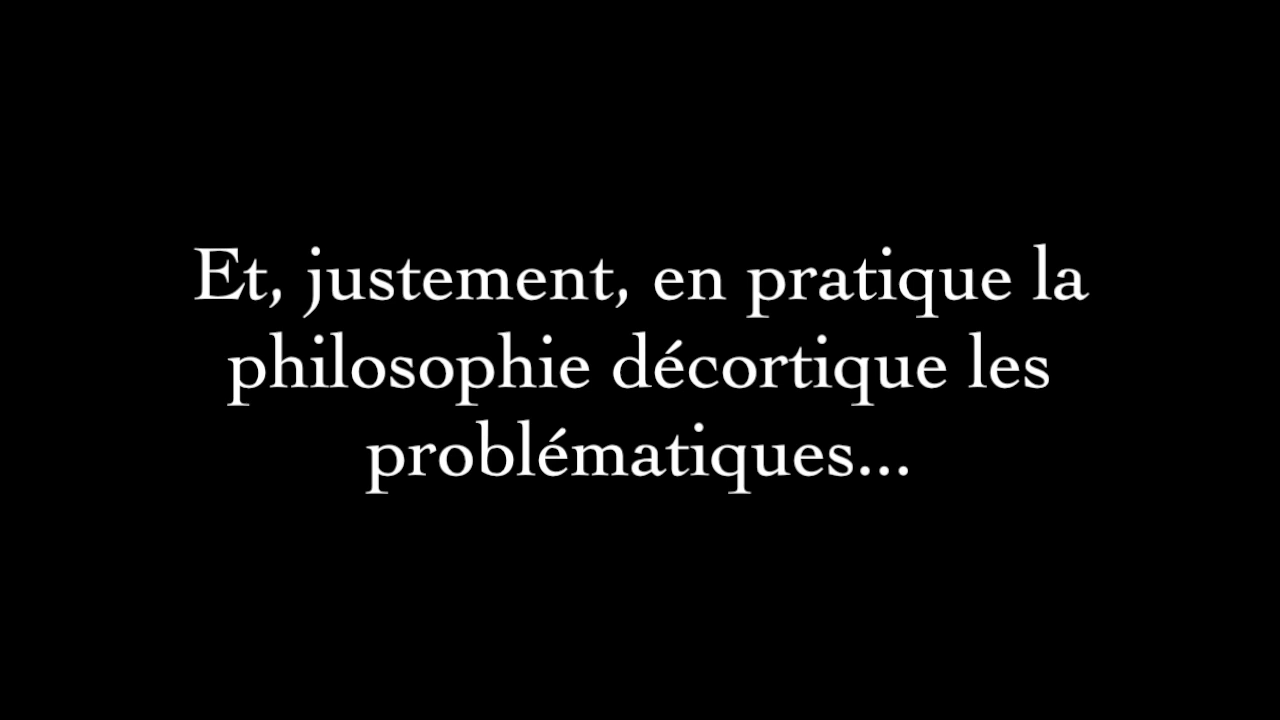 Et, justement, en pratique la
philosophie décortique les
problématiques...